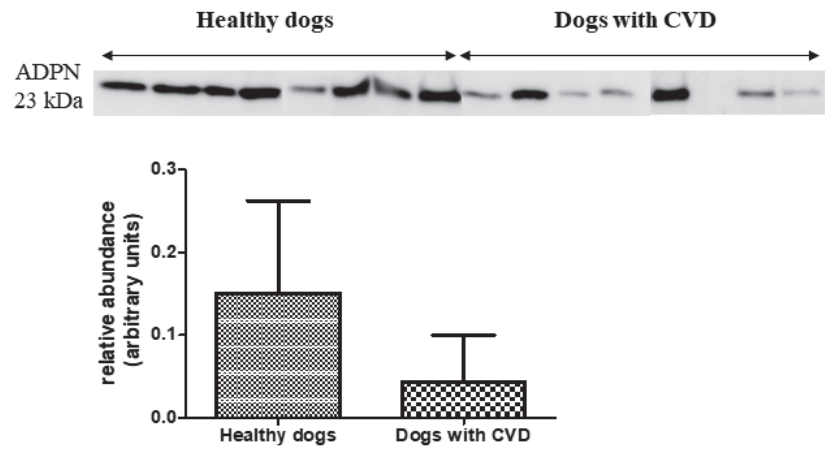 Healthy dogs Dogs with CVD
ADPN
23 kDa
relative abundance
(arbitrary units)
0.3
0.2
0.1
0.0
Healthy dogs Dogs with CVD